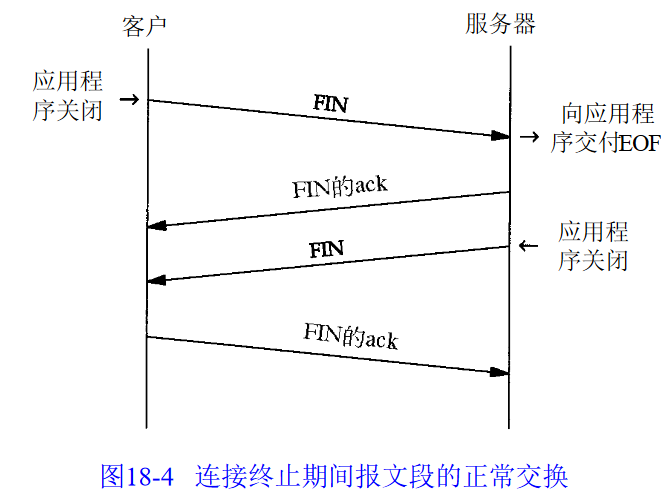 客户
服务器
应用程
序关闭
FIN
向应用程
序交付EOF
FIN的ack
应用程
序关闭
FIN
FIN的ack
图18-4 连接终止期间报文段的正常交换